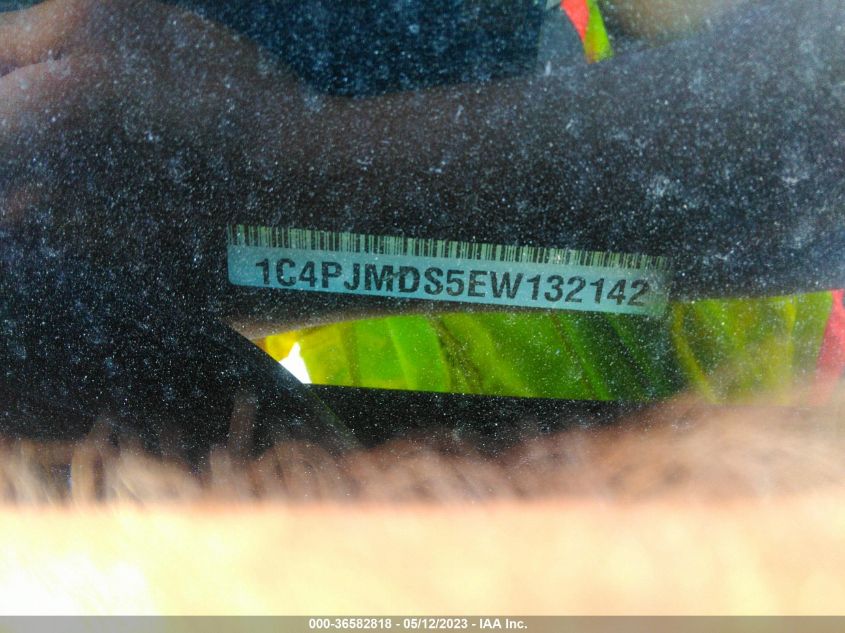 1C4PJMDS5EW132142
000-36582818 - 05/12/2023 - IAA Inc.